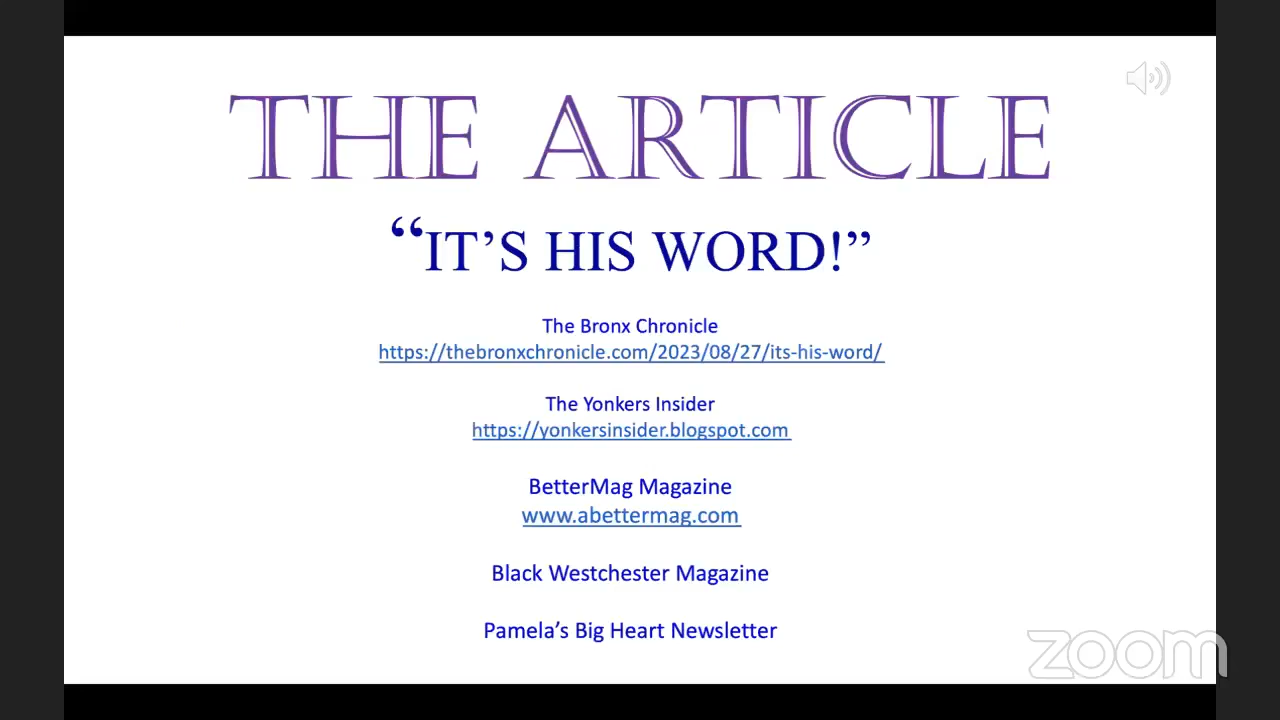 THE ARTICLE
“IT’S HIS WORD!”
The Bronx Chronicle
https://thebronxchronicle.com/2023/08/27/its-his-word/
The Yonkers Insider
https://yonkersinsider.blogspot.com
BetterMag Magazine
www.abettermag.com
Black Westchester Magazine
Pamela’s Big Heart Newsletter
zoom